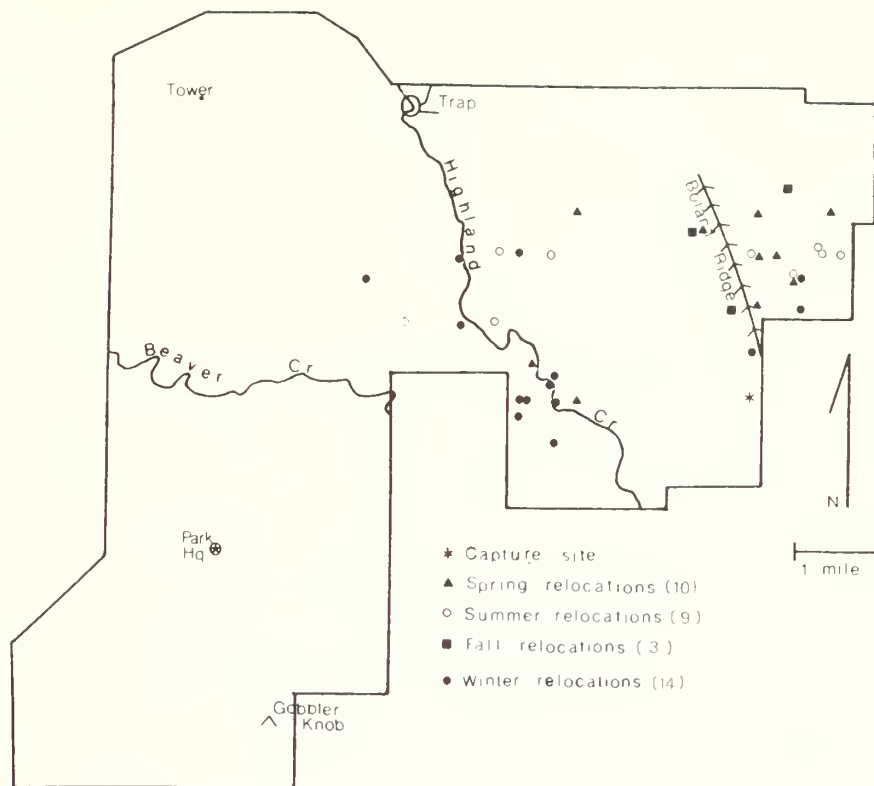 Tower
Trap
Highland
Cr
Boland
Ridge
Beaver Cr
N
1 mile
Park
Hq
Gobbler
Knob
Capture site
Spring relocations (10)
Summer relocations (9)
Fall relocations (3)
Winter relocations (14)